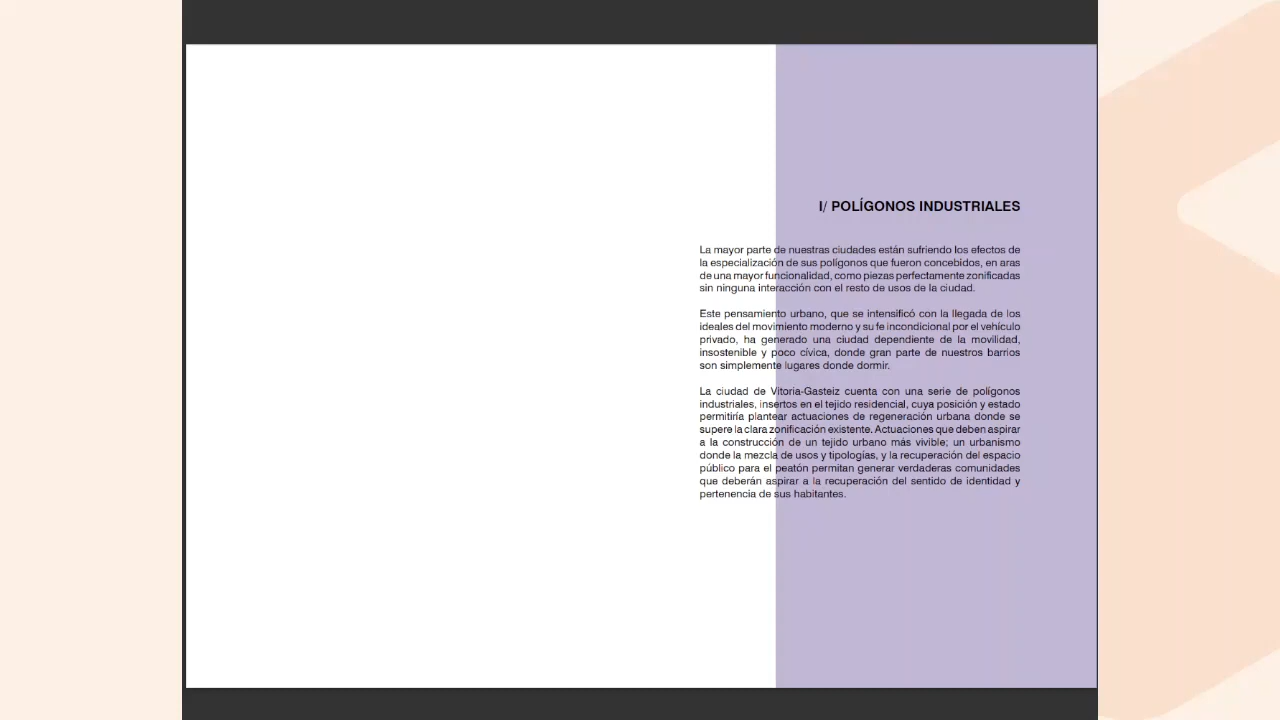 I/ POLÍGONOS INDUSTRIALES
La mayor parte de nuestras ciudades están sufriendo los efectos de
la especialización de sus polígonos que fueron concebidos, en aras
de una mayor funcionalidad, como piezas perfectamente zonificadas
sin ninguna interacción con el resto de usos de la ciudad.
Este pensamiento urbano, que se intensificó con la llegada de los
ideales del movimiento moderno y su fe incondicional por el vehículo
privado, ha generado una ciudad dependiente de la movilidad,
insostenible y poco cívica, donde gran parte de nuestros barrios
son simplemente lugares donde dormir.
La ciudad de Vitoria-Gasteiz cuenta con una serie de polígonos
industriales, insertos en el tejido residencial, cuya posición y estado
permitiría plantear actuaciones de regeneración urbana donde se
supere la clara zonificación existente. Actuaciones que deben aspirar
a la construcción de un tejido urbano más vivible; un urbanismo
donde la mezcla de usos y tipologías, y la recuperación del espacio
público para el peatón permitan generar verdaderas comunidades
que deberán aspirar a la recuperación del sentido de identidad y
pertenencia de sus habitantes.